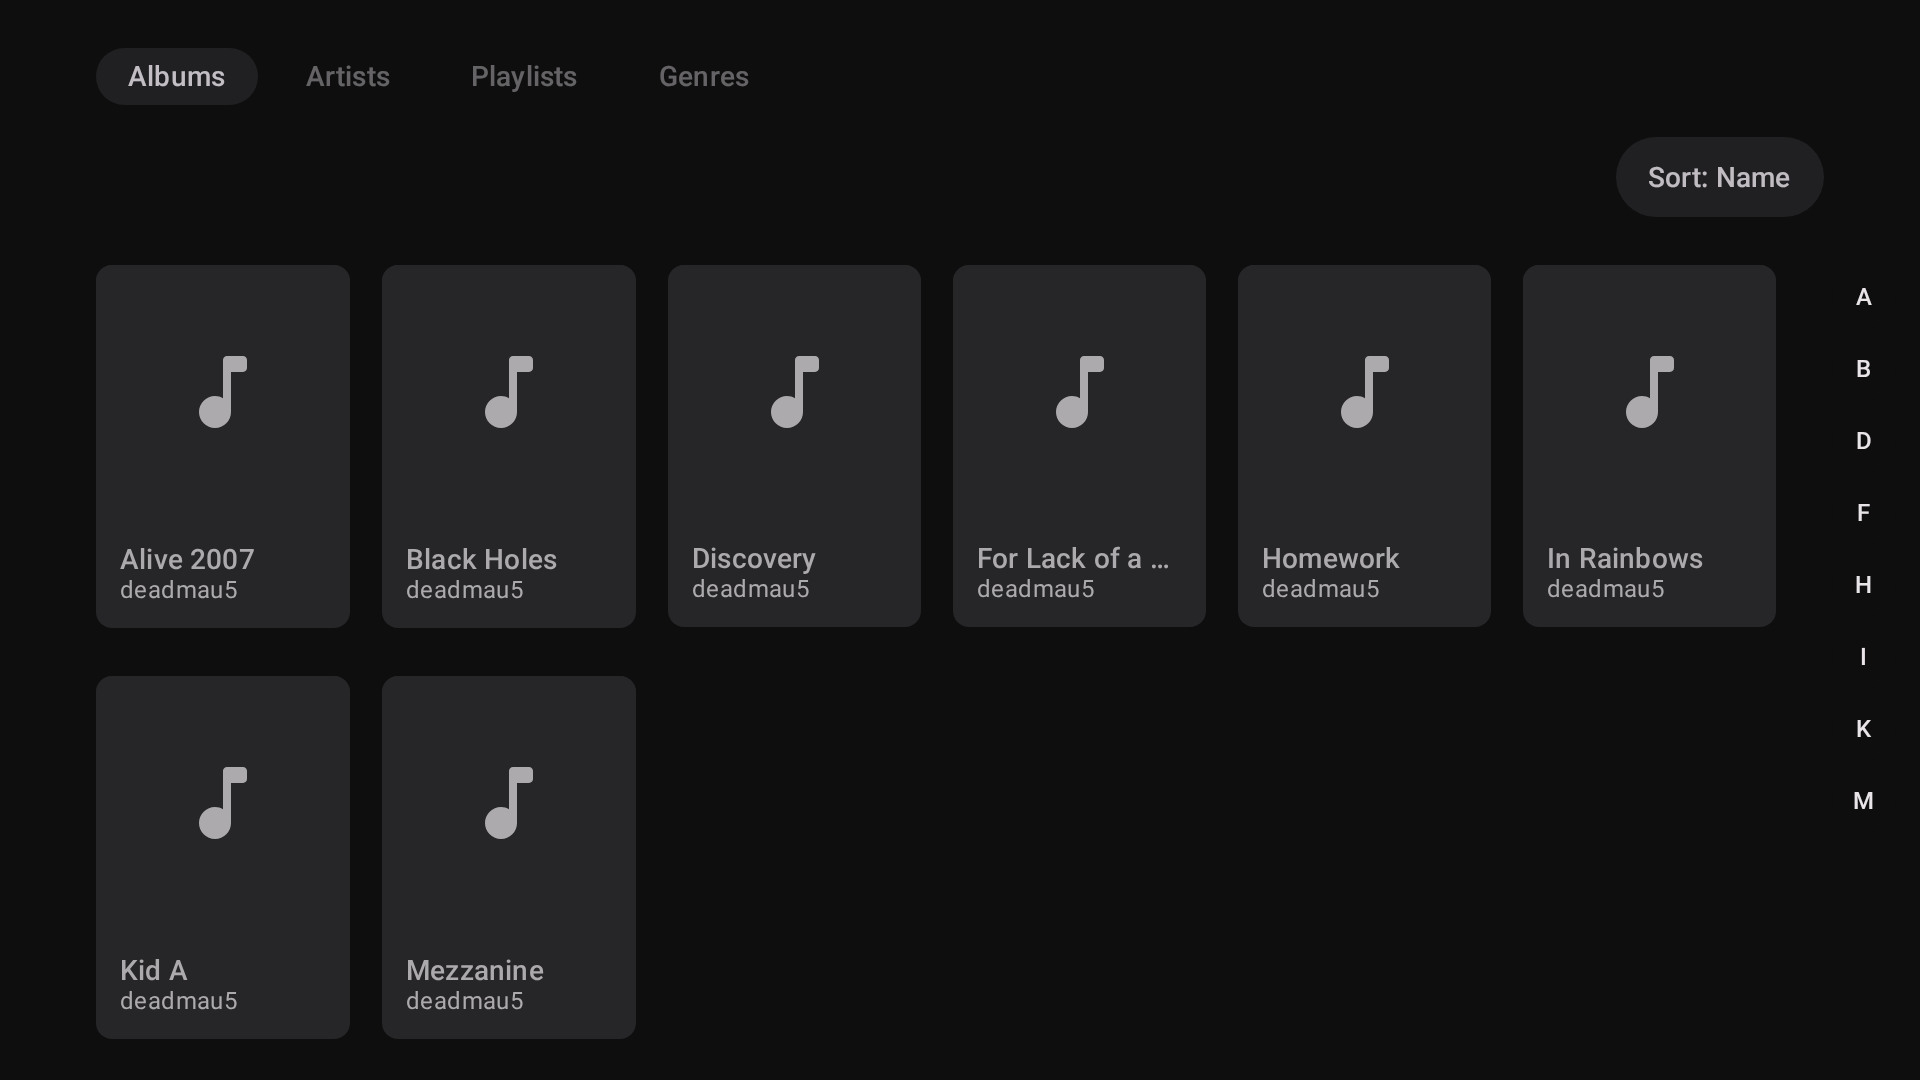 Albums
Artists
Playlists
Genres
Sort: Name
Alive 2007
deadmau5
Black Holes
deadmau5
Discovery
deadmau5
For Lack of a ...
deadmau5
Homework
deadmau5
In Rainbows
deadmau5
Kid A
deadmau5
Mezzanine
deadmau5
A
B
D
F
H
I
K
M